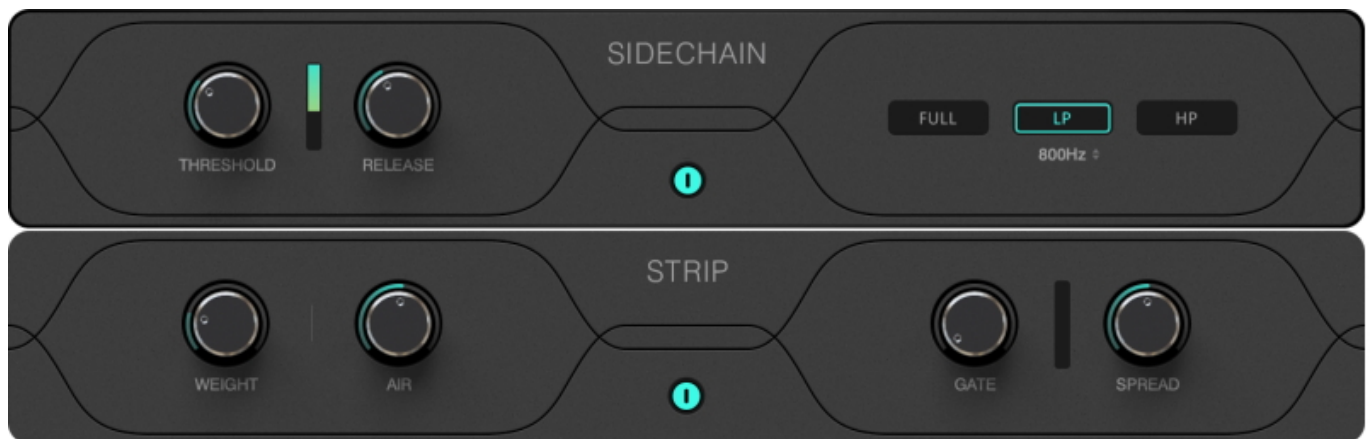 SIDECHAIN
THRESHOLD
RELEASE
FULL
LP
HP
800Hz
STRIP
WEIGHT
AIR
GATE
SPREAD